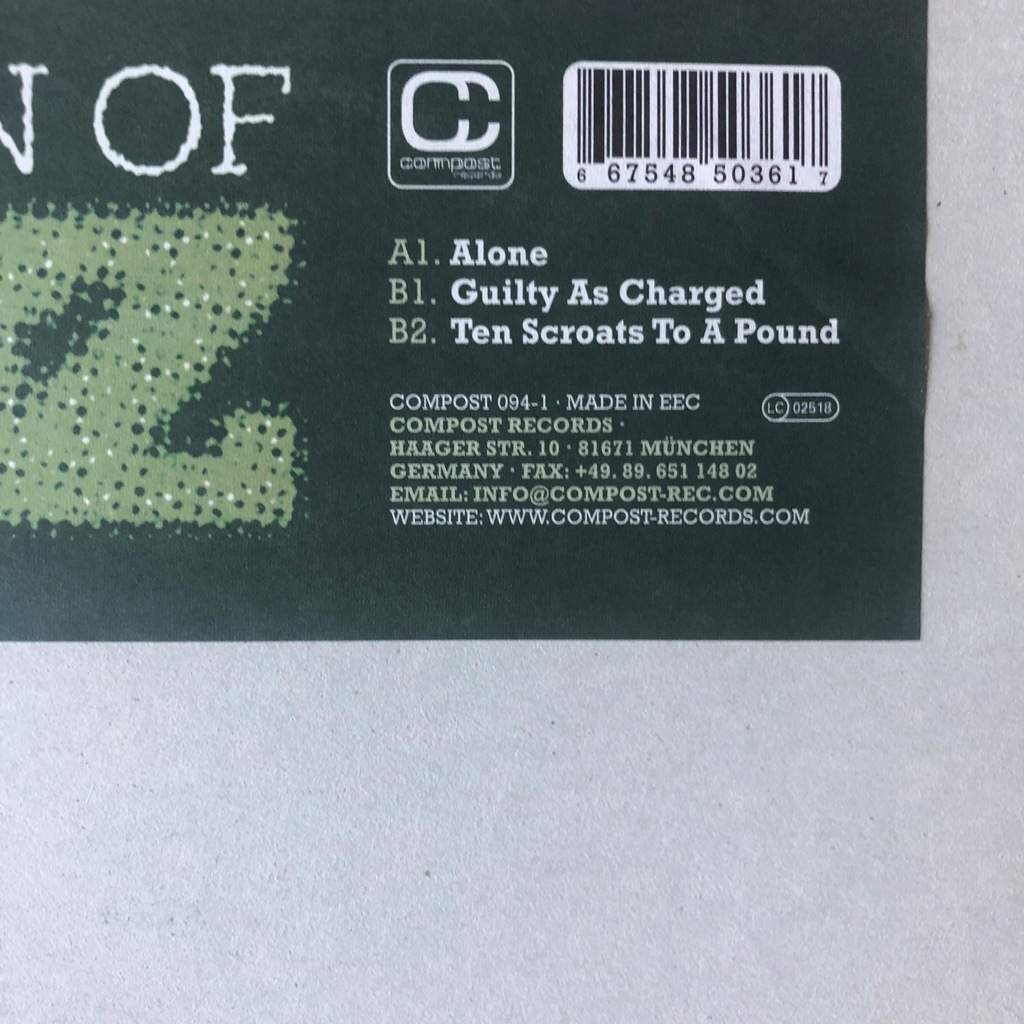 N OF
Z
CC
compost
records
6 67548 50361 7
A1. Alone
B1. Guilty As Charged
B2. Ten Scroats To A Pound
COMPOST 094-1 · MADE IN EEC
LC 02518
COMPOST RECORDS ·
HAAGER STR. 10 · 81671 MÜNCHEN
GERMANY · FAX: +49. 89. 651 148 02
EMAIL: INFO@COMPOST-REC.COM
WEBSITE: WWW.COMPOST-RECORDS.COM